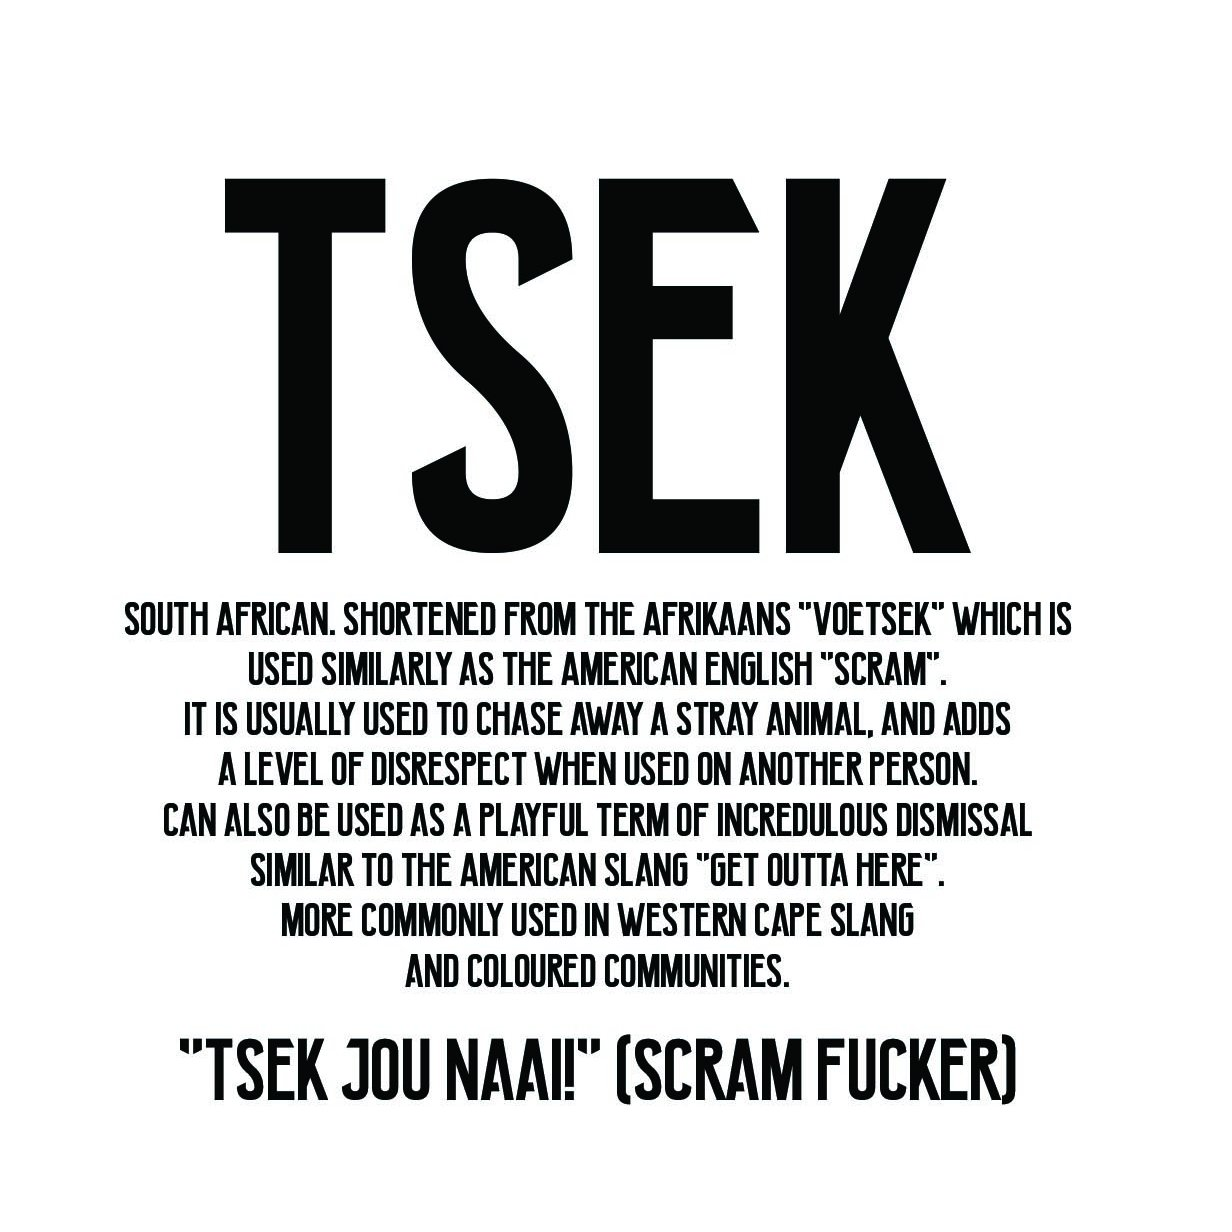 TSEK
SOUTH AFRICAN. SHORTENED FROM THE AFRIKAANS "VOETSEK" WHICH IS
USED SIMILARLY AS THE AMERICAN ENGLISH "SCRAM".
IT IS USUALLY USED TO CHASE AWAY A STRAY ANIMAL, AND ADDS
A LEVEL OF DISRESPECT WHEN USED ON ANOTHER PERSON.
CAN ALSO BE USED AS A PLAYFUL TERM OF INCREDULOUS DISMISSAL
SIMILAR TO THE AMERICAN SLANG "GET OUTTA HERE".
MORE COMMONLY USED IN WESTERN CAPE SLANG
AND COLOURED COMMUNITIES.
"TSEK JOU NAAI!" (SCRAM FUCKER)